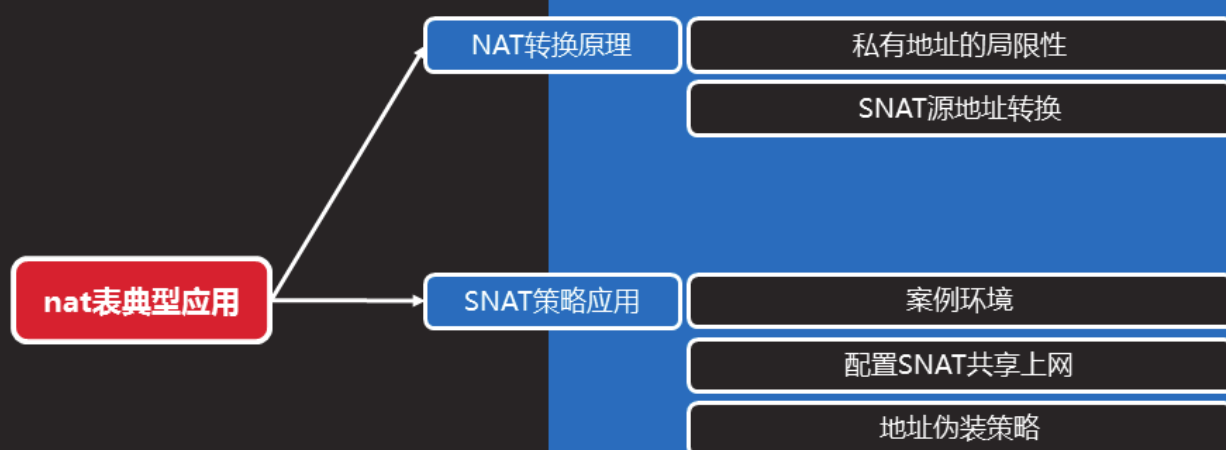 NAT转换原理
私有地址的局限性
SNAT源地址转换
nat表典型应用
SNAT策略应用
案例环境
配置SNAT共享上网
地址伪装策略